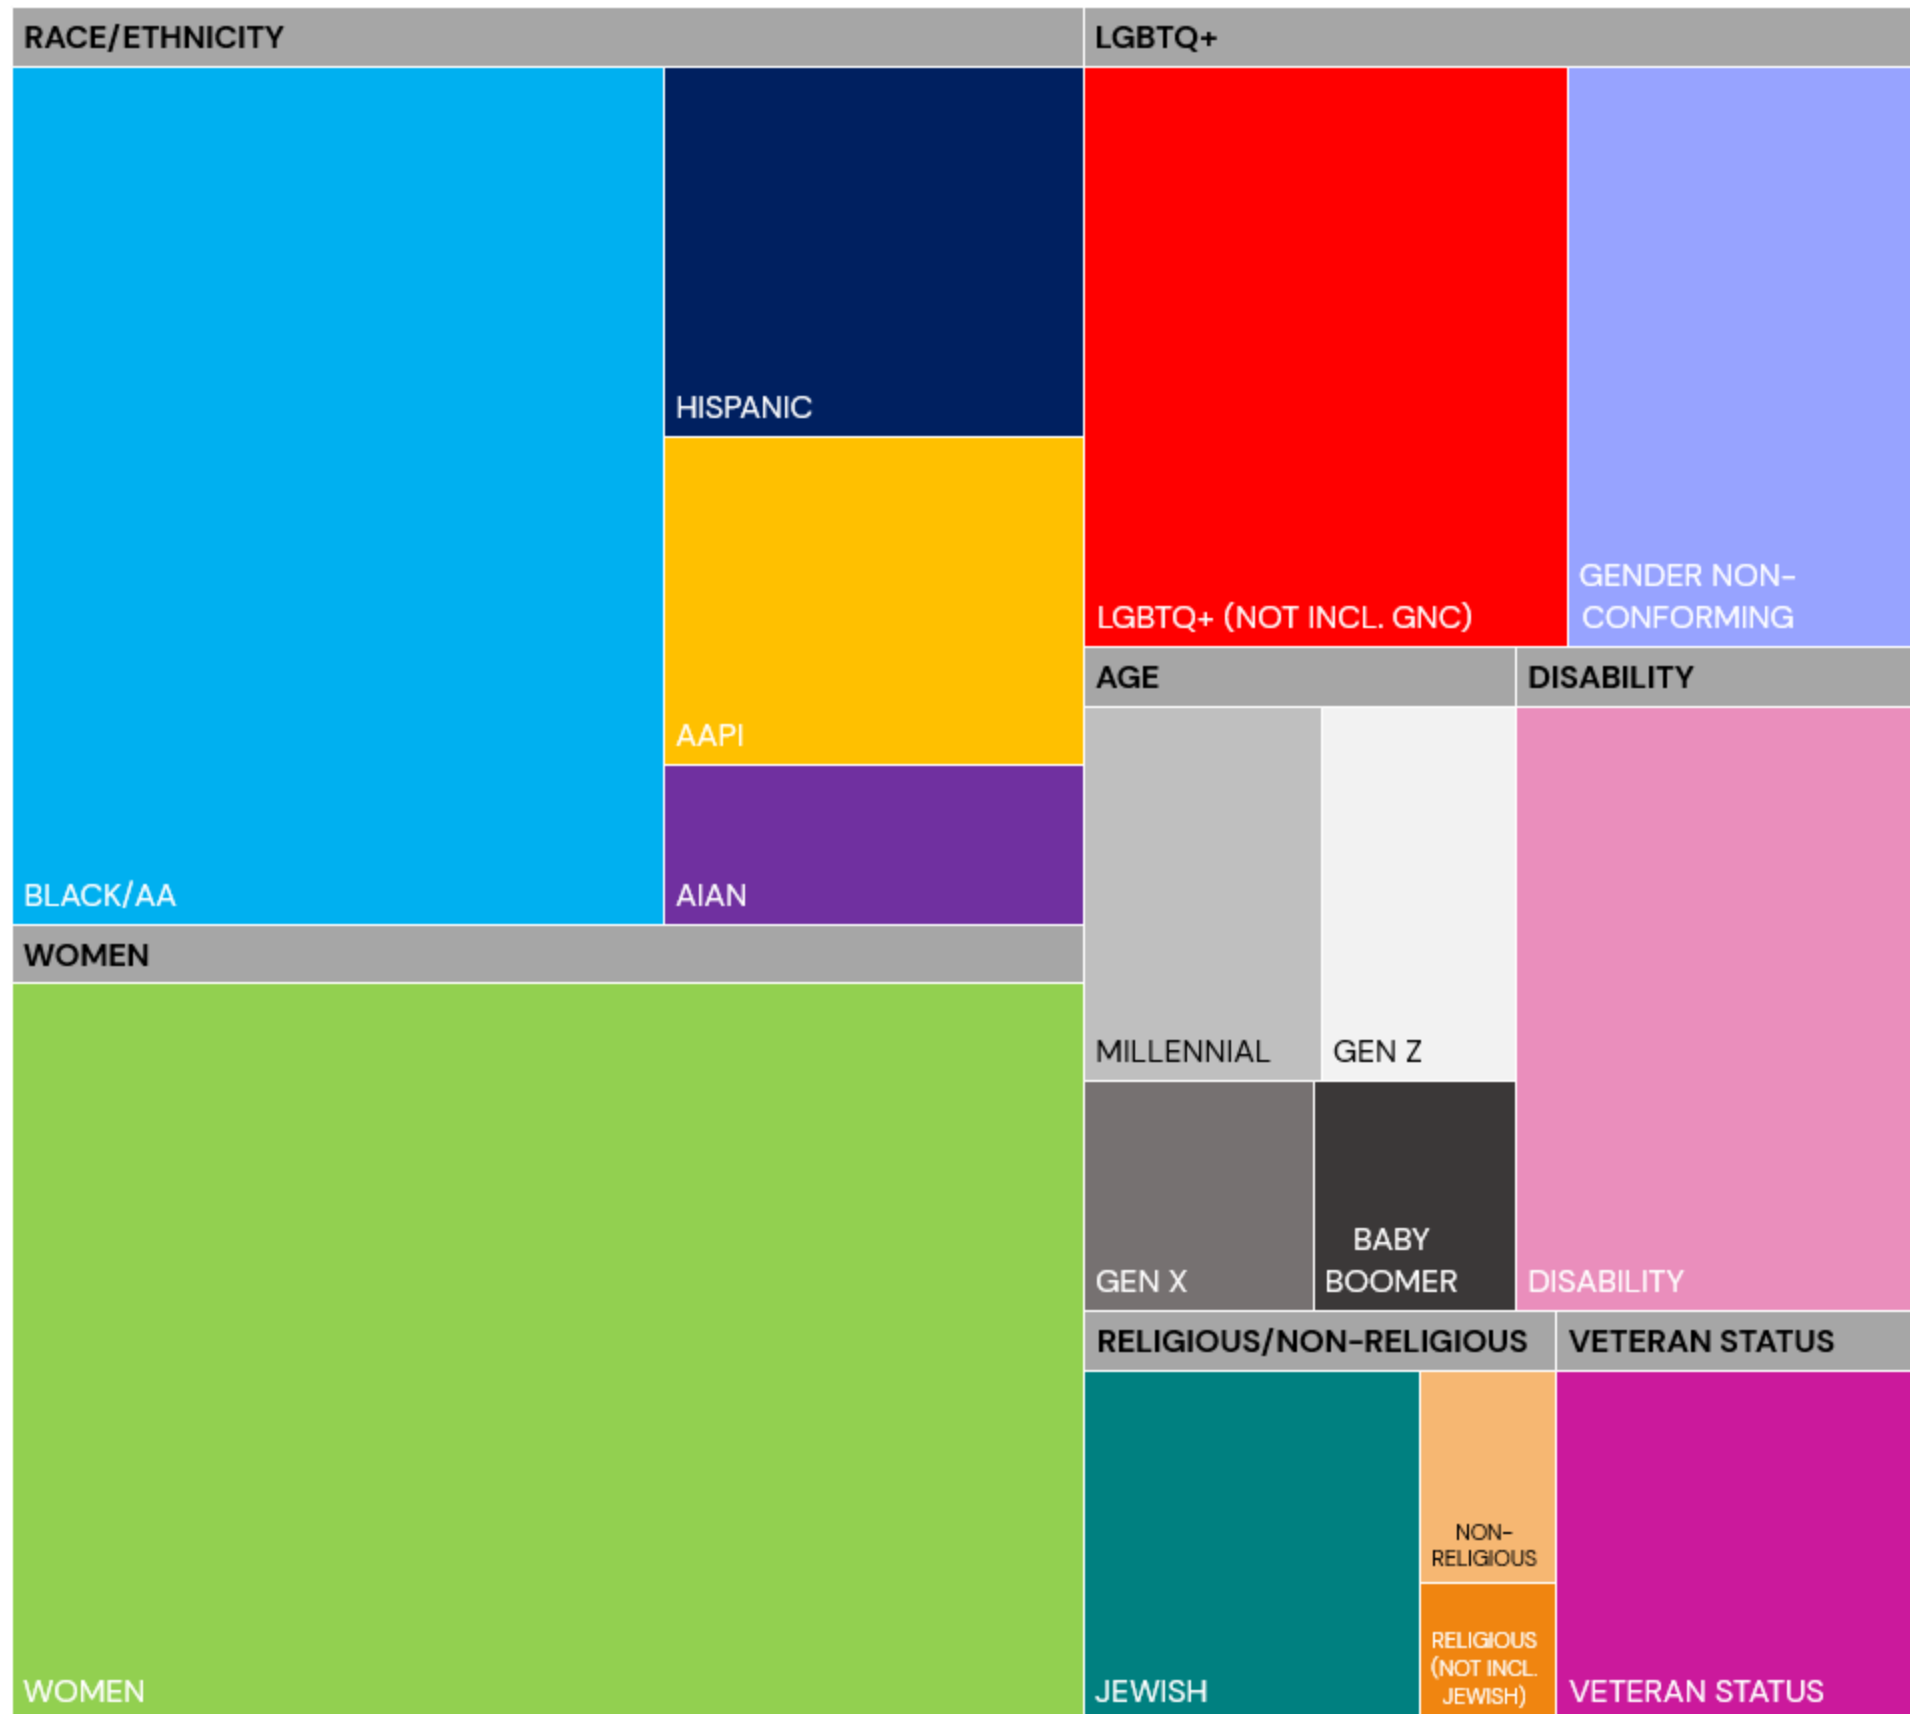 RACE/ETHNICITY
BLACK/AA
HISPANIC
AAPI
AIAN
WOMEN
WOMEN
LGBTQ+
LGBTQ+ (NOT INCL. GNC)
GENDER NON-
CONFORMING
AGE
MILLENNIAL
GEN Z
GEN X
BABY
BOOMER
DISABILITY
DISABILITY
RELIGIOUS/NON-RELIGIOUS
JEWISH
NON-
RELIGIOUS
RELIGIOUS
(NOT INCL.
JEWISH)
VETERAN STATUS
VETERAN STATUS